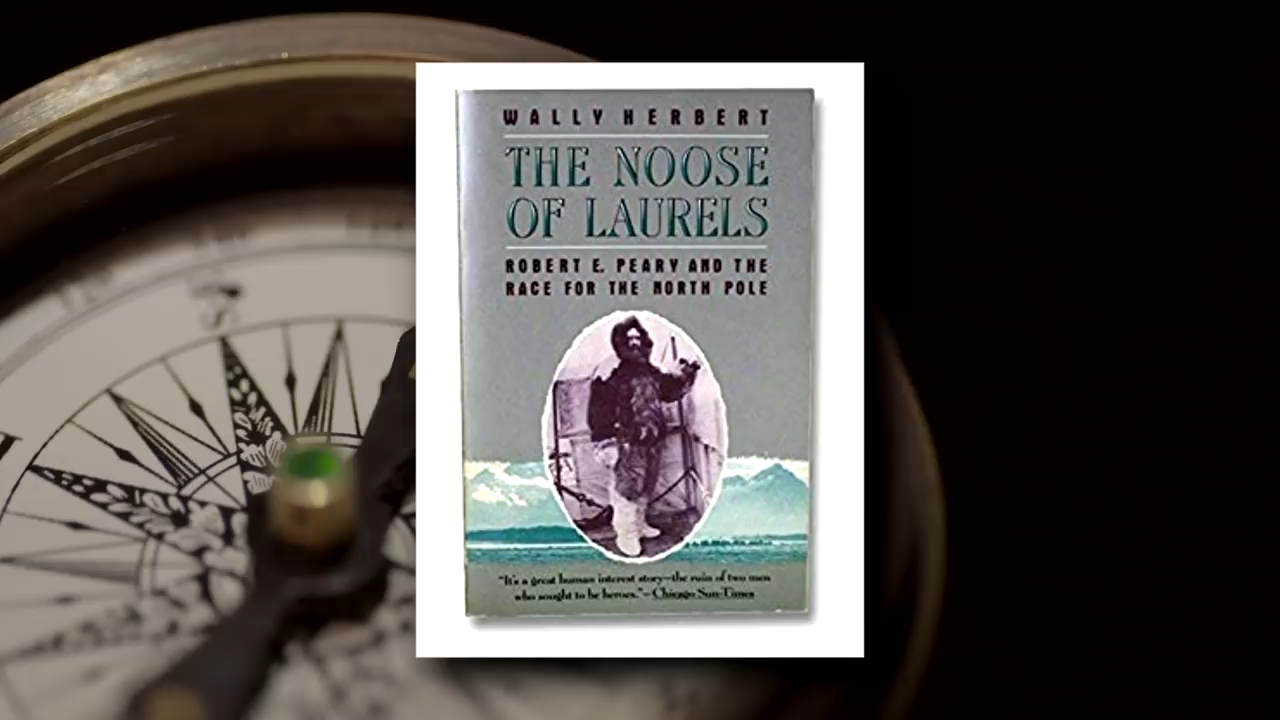 WALLY HERBERT
THE NOOSE
OF LAURELS
ROBERT E. PEARY AND THE
RACE FOR THE NORTH POLE
"It's a great human interest story—the ruin of two men
who sought to be heroes."—Chicago Sun-Times